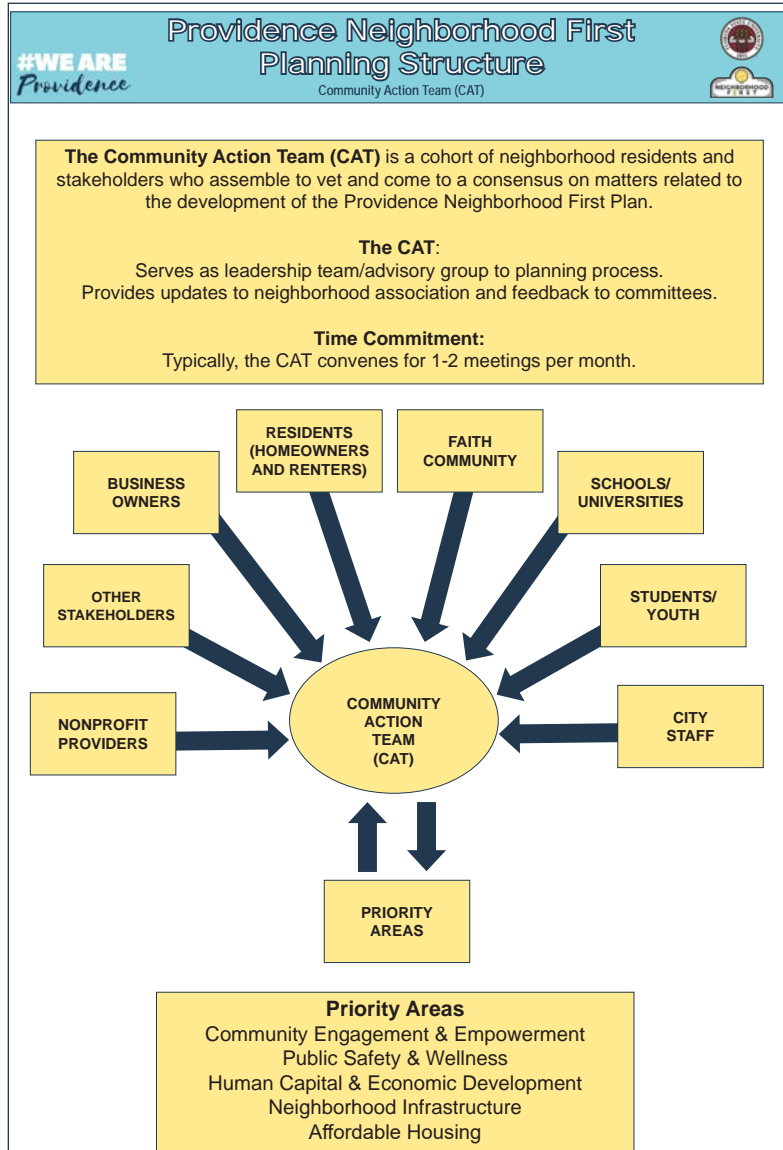 #WE ARE
Providence
Providence Neighborhood First
Planning Structure
Community Action Team (CAT)
NEIGHBORHOOD
FIRST
The Community Action Team (CAT) is a cohort of neighborhood residents and
stakeholders who assemble to vet and come to a consensus on matters related to
the development of the Providence Neighborhood First Plan.
The CAT:
Serves as leadership team/advisory group to planning process.
Provides updates to neighborhood association and feedback to committees.
Time Commitment:
Typically, the CAT convenes for 1-2 meetings per month.
RESIDENTS
(HOMEOWNERS
AND RENTERS)
FAITH
COMMUNITY
BUSINESS
OWNERS
SCHOOLS/
UNIVERSITIES
OTHER
STAKEHOLDERS
STUDENTS/
YOUTH
NONPROFIT
PROVIDERS
COMMUNITY
ACTION
TEAM
(CAT)
CITY
STAFF
PRIORITY
AREAS
Priority Areas
Community Engagement & Empowerment
Public Safety & Wellness
Human Capital & Economic Development
Neighborhood Infrastructure
Affordable Housing